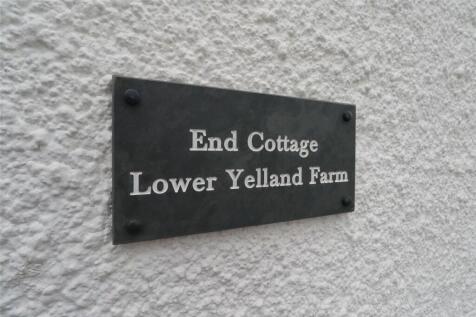 End Cottage
Lower Yelland Farm